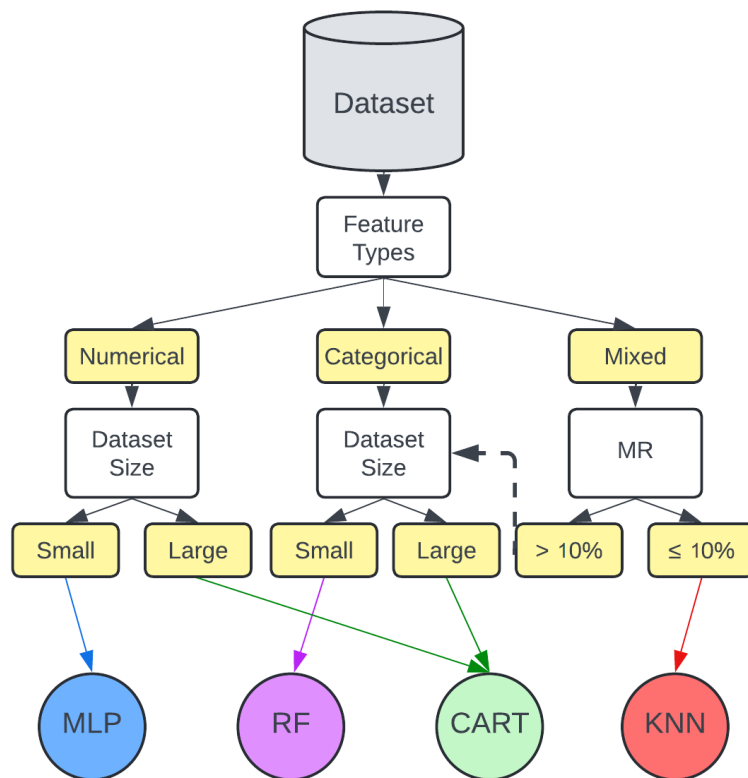 Dataset
Feature
Types
Numerical
Categorical
Mixed
Dataset
Size
Dataset
Size
MR
Small
Large
Small
Large
> 10%
≤ 10%
MLP
RF
CART
KNN